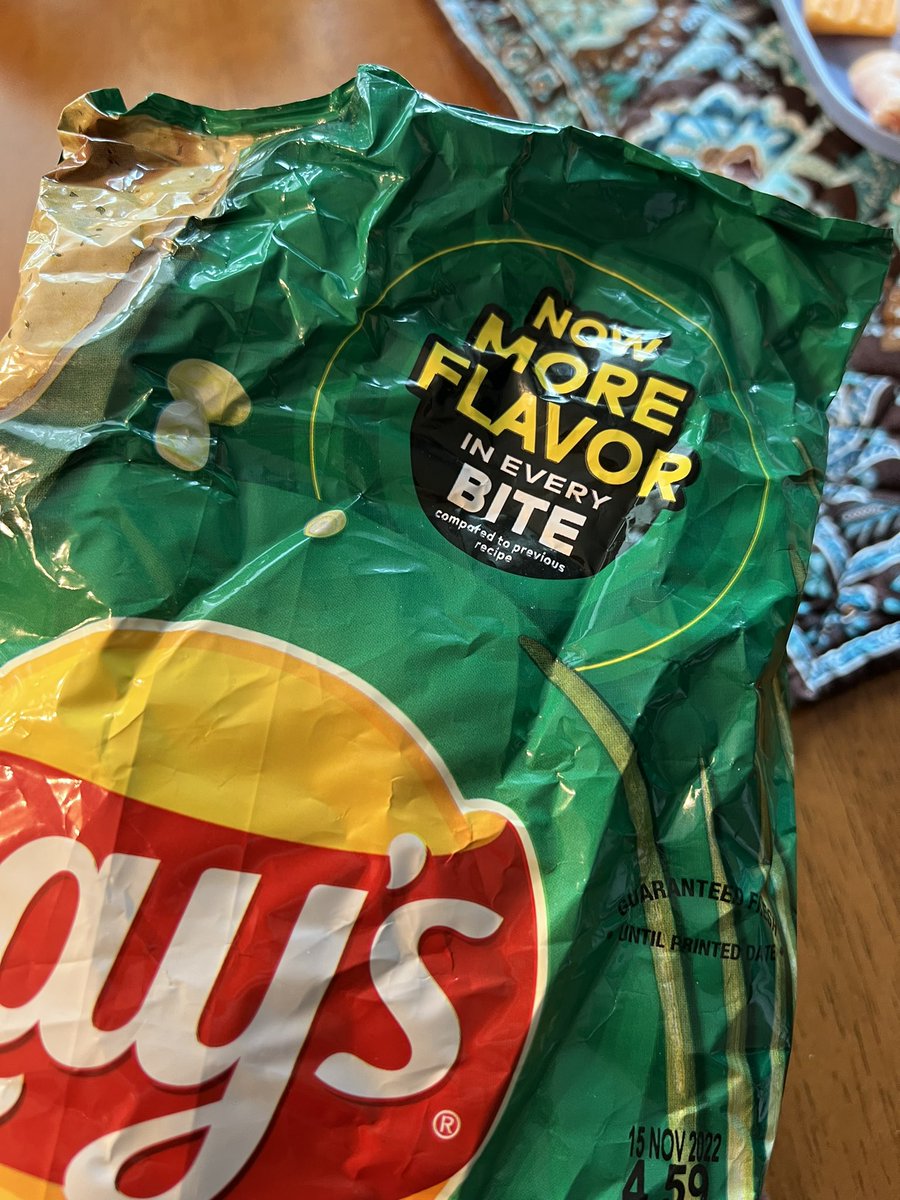 NOW
MORE
FLAVOR
IN EVERY
BITE
compared to previous
recipe
ay's
®
GUARANTEED FRESH
• UNTIL PRINTED DATE •
15 NOV 2022
4.59